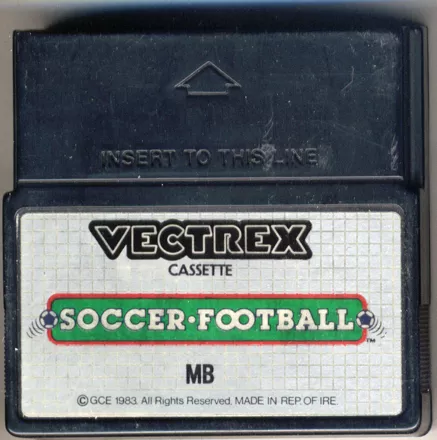 INSERT TO THIS LINE
VECTREX
CASSETTE
SOCCER·FOOTBALL ™
MB
© GCE 1983. All Rights Reserved. MADE IN REP. OF IRE.